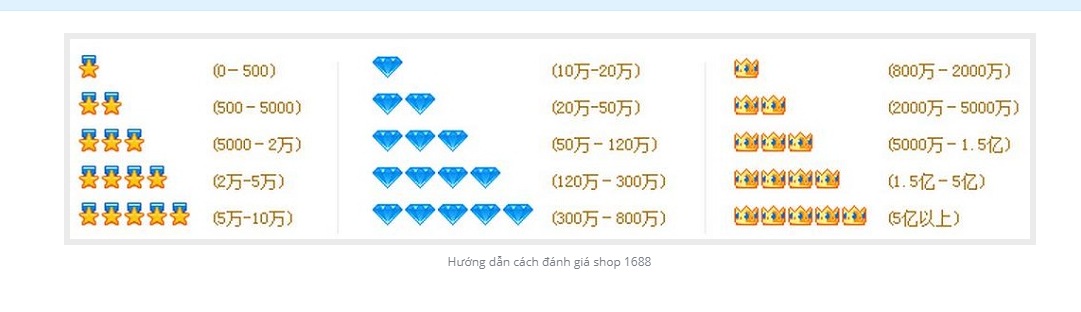 (0－500)
(500－5000)
(5000－2万)
(2万-5万)
(5万-10万)
(10万-20万)
(20万-50万)
(50万－120万)
(120万－300万)
(300万－800万)
(800万－2000万)
(2000万－5000万)
(5000万－1.5亿)
(1.5亿－5亿)
(5亿以上)
Hướng dẫn cách đánh giá shop 1688